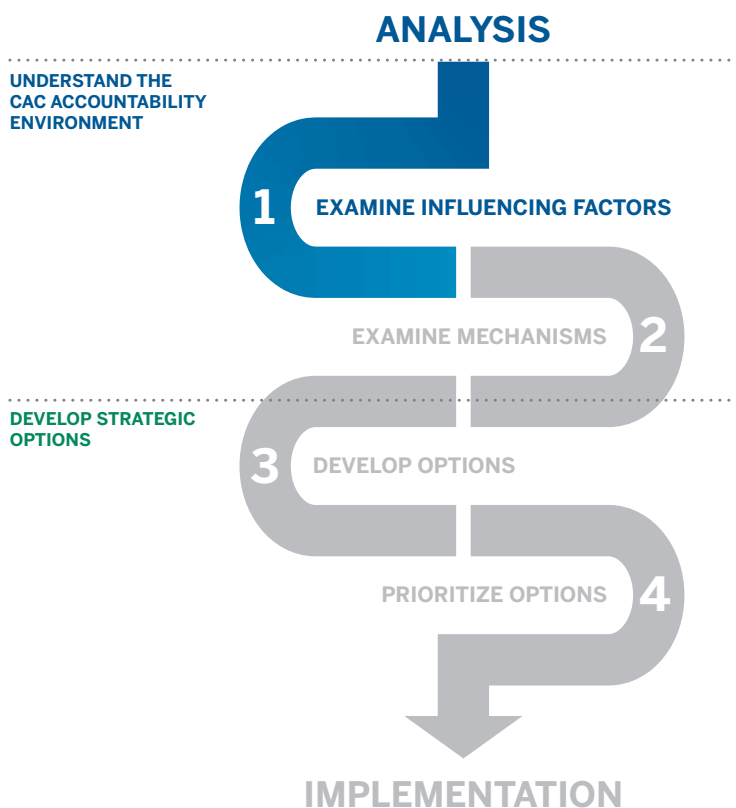 ANALYSIS
UNDERSTAND THE
CAC ACCOUNTABILITY
ENVIRONMENT
1
EXAMINE INFLUENCING FACTORS
EXAMINE MECHANISMS
2
DEVELOP STRATEGIC
OPTIONS
3
DEVELOP OPTIONS
PRIORITIZE OPTIONS
4
IMPLEMENTATION